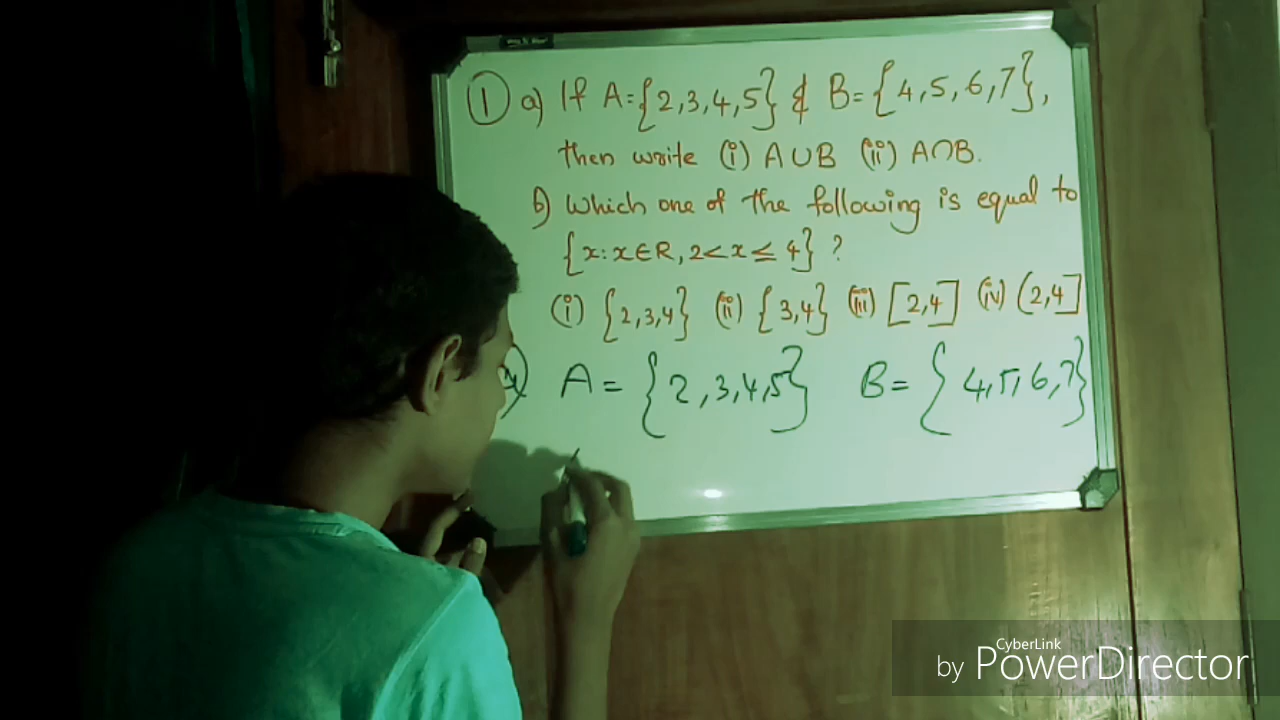 ① a) If A={2,3,4,5} & B={4,5,6,7},
then write (i) A∪B (ii) A∩B.
b) Which one of the following is equal to
{x:x∈R, 2<x≤4} ?
(i) {2,3,4} (ii) {3,4} (iii) [2,4] (iv) (2,4]
A = {2,3,4,5} B = {4,5,6,7}
CyberLink
by PowerDirector